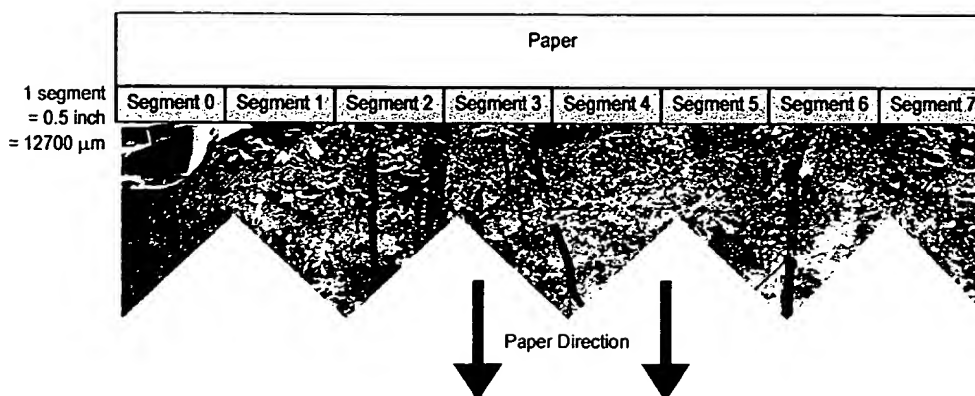 Paper
1 segment
= 0.5 inch
= 12700 μm
Segment 0 Segment 1 Segment 2 Segment 3 Segment 4 Segment 5 Segment 6 Segment 7
Paper Direction